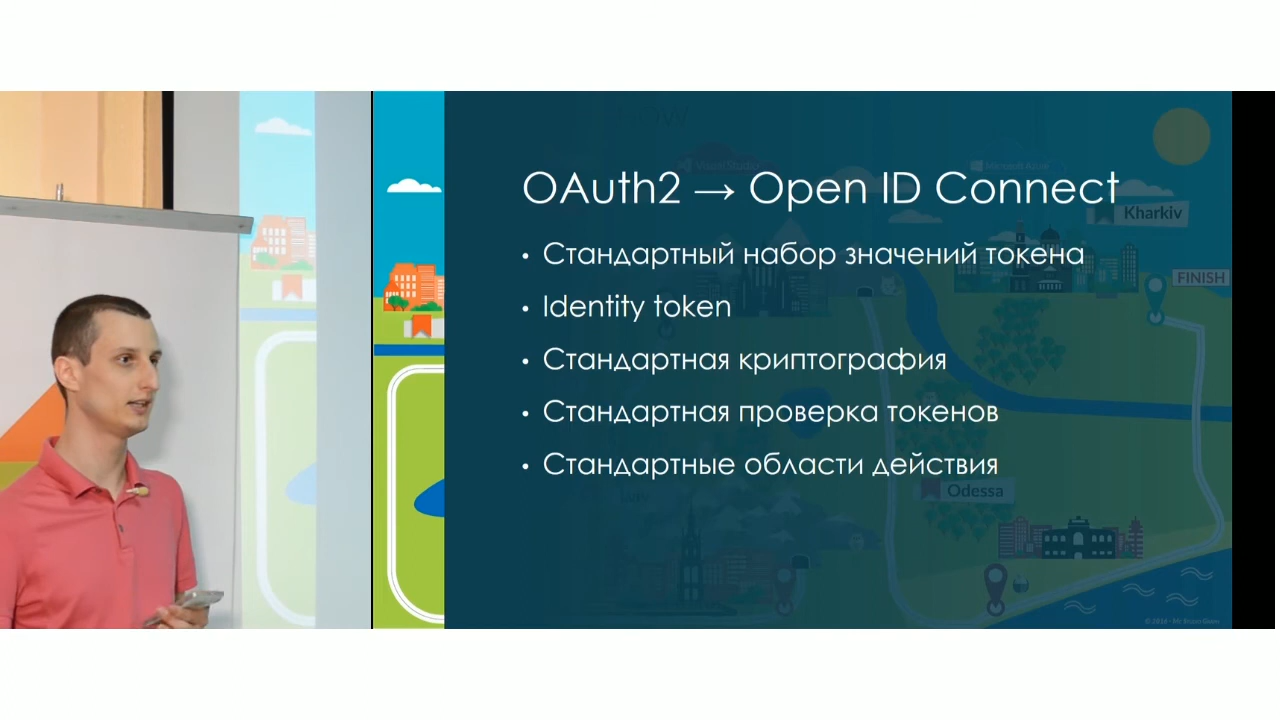 OAuth2 → Open ID Connect
• Стандартный набор значений токена
• Identity token
• Стандартная криптография
• Стандартная проверка токенов
• Стандартные области действия
Kharkiv
FINISH
Odessa